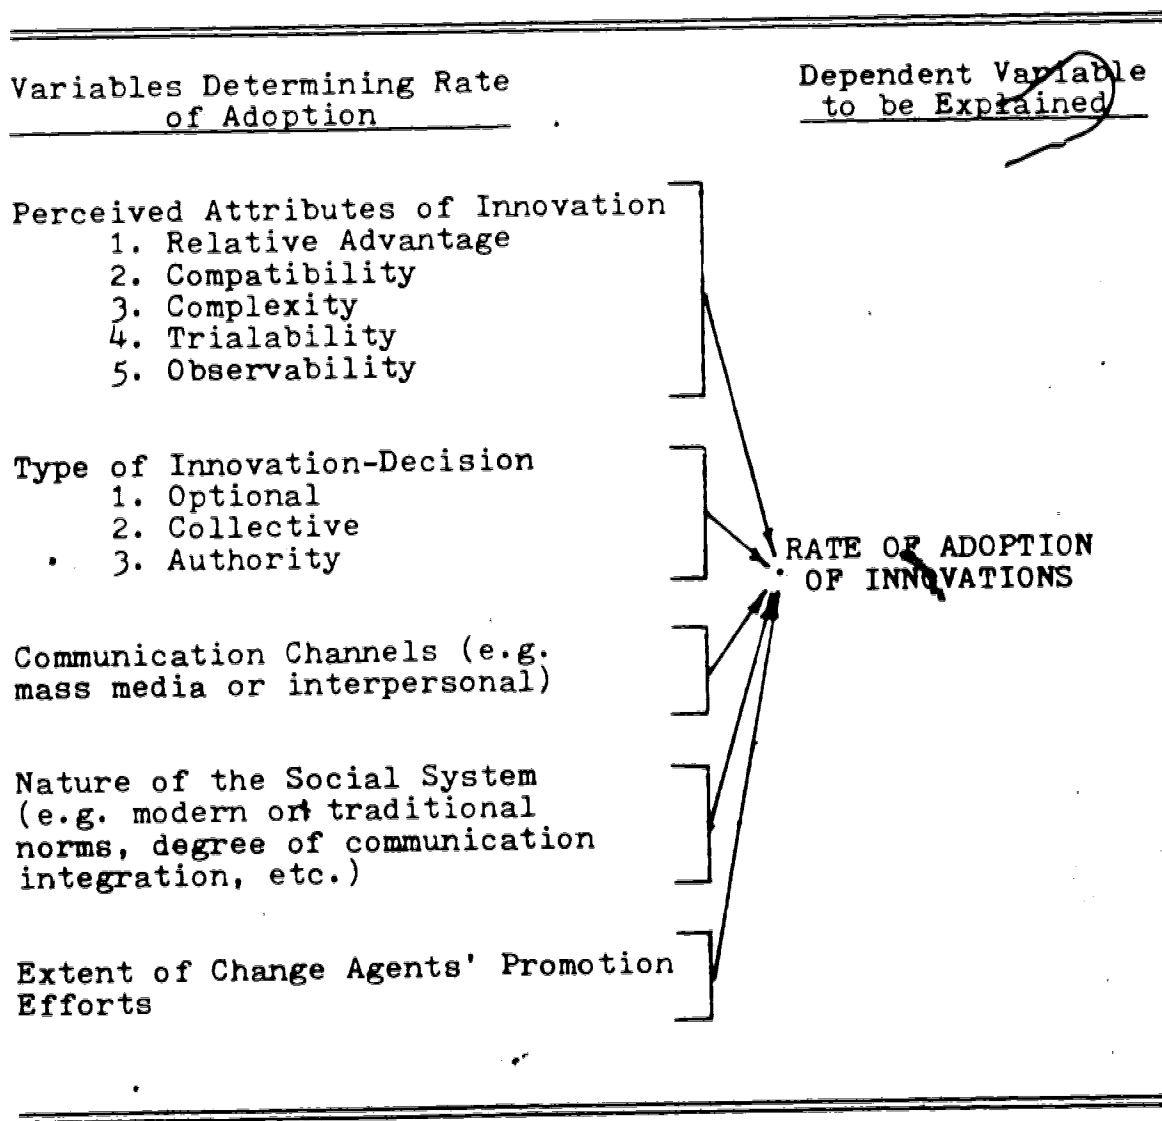 Variables Determining Rate
of Adoption
Dependent Variable
to be Explained
Perceived Attributes of Innovation
1. Relative Advantage
2. Compatibility
3. Complexity
4. Trialability
5. Observability
Type of Innovation-Decision
1. Optional
2. Collective
3. Authority
RATE OF ADOPTION
OF INNOVATIONS
Communication Channels (e.g.
mass media or interpersonal)
Nature of the Social System
(e.g. modern or traditional
norms, degree of communication
integration, etc.)
Extent of Change Agents' Promotion
Efforts